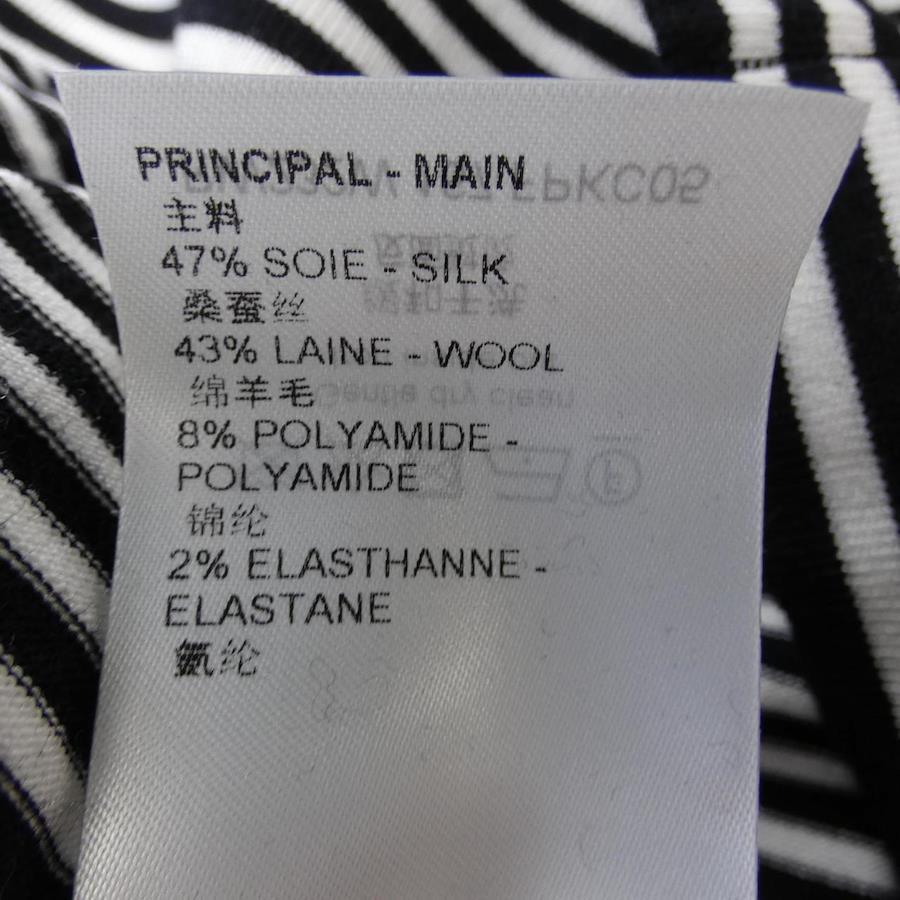 PRINCIPAL - MAIN
主料
47% SOIE - SILK
桑蚕丝
43% LAINE - WOOL
绵羊毛
8% POLYAMIDE -
POLYAMIDE
锦纶
2% ELASTHANNE -
ELASTANE
氨纶